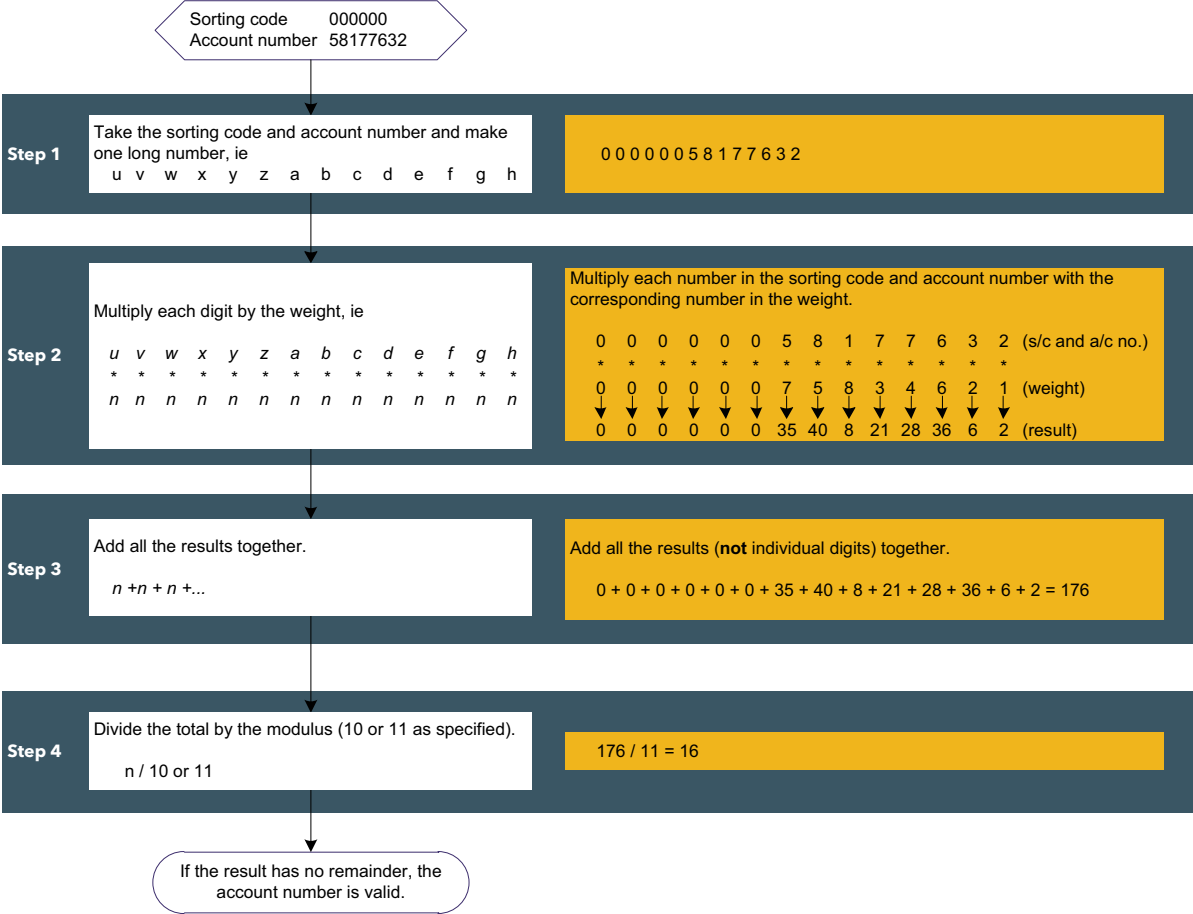 Sorting code 000000
Account number 58177632
Step 1
Take the sorting code and account number and make
one long number, ie
u v w x y z a b c d e f g h
0 0 0 0 0 0 5 8 1 7 7 6 3 2
Step 2
Multiply each digit by the weight, ie
u v w x y z a b c d e f g h
* * * * * * * * * * * * * *
n n n n n n n n n n n n n n
Multiply each number in the sorting code and account number with the
corresponding number in the weight.
0 0 0 0 0 0 5 8 1 7 7 6 3 2 (s/c and a/c no.)
* * * * * * * * * * * * * *
0 0 0 0 0 0 7 5 8 3 4 6 2 1 (weight)
0 0 0 0 0 0 35 40 8 21 28 36 6 2 (result)
Step 3
Add all the results together.
n +n + n +...
Add all the results (not individual digits) together.
0 + 0 + 0 + 0 + 0 + 0 + 35 + 40 + 8 + 21 + 28 + 36 + 6 + 2 = 176
Step 4
Divide the total by the modulus (10 or 11 as specified).
n / 10 or 11
176 / 11 = 16
If the result has no remainder, the
account number is valid.